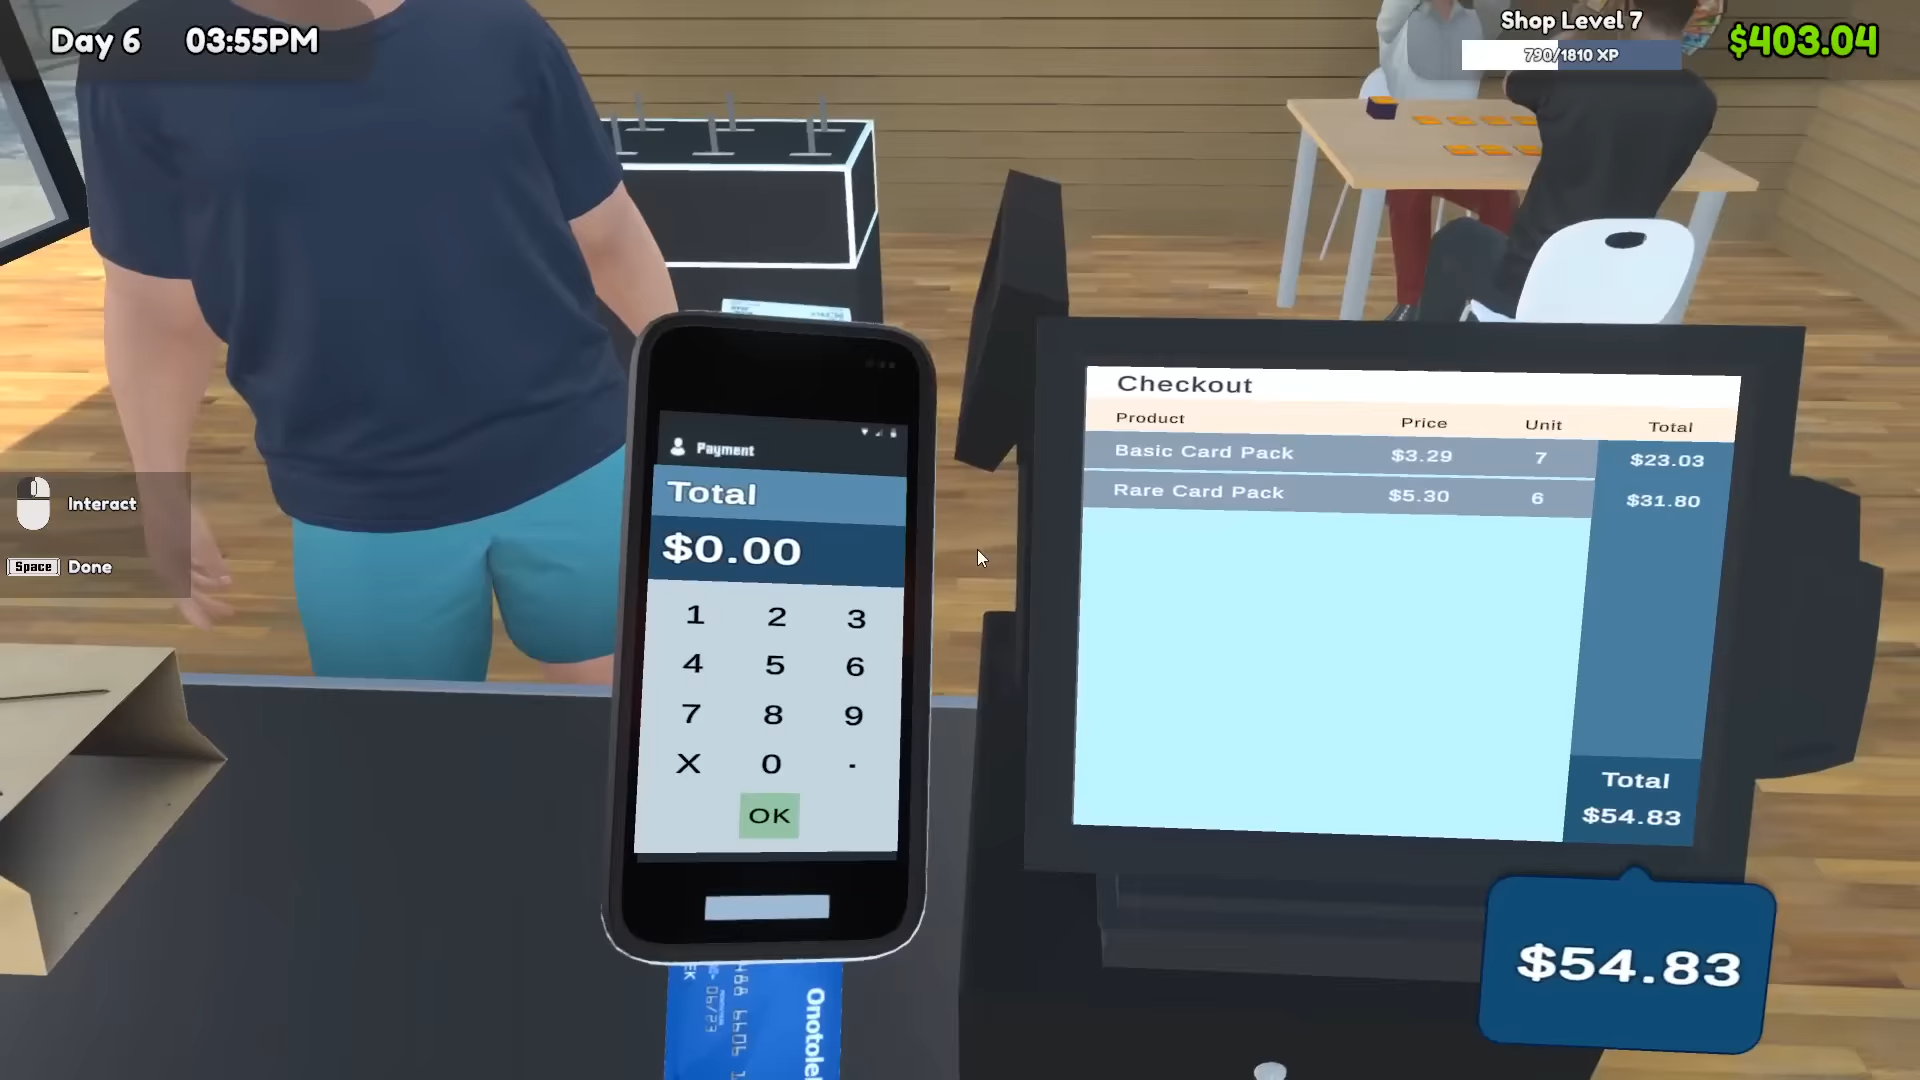 Day 6 03:55PM
Shop Level 7
790/1810 XP
$403.04
Interact
Space Done
Payment
Total
$0.00
1 2 3
4 5 6
7 8 9
X 0 .
OK
Checkout
Product Price Unit Total
Basic Card Pack $3.29 7 $23.03
Rare Card Pack $5.30 6 $31.80
Total
$54.83
$54.83